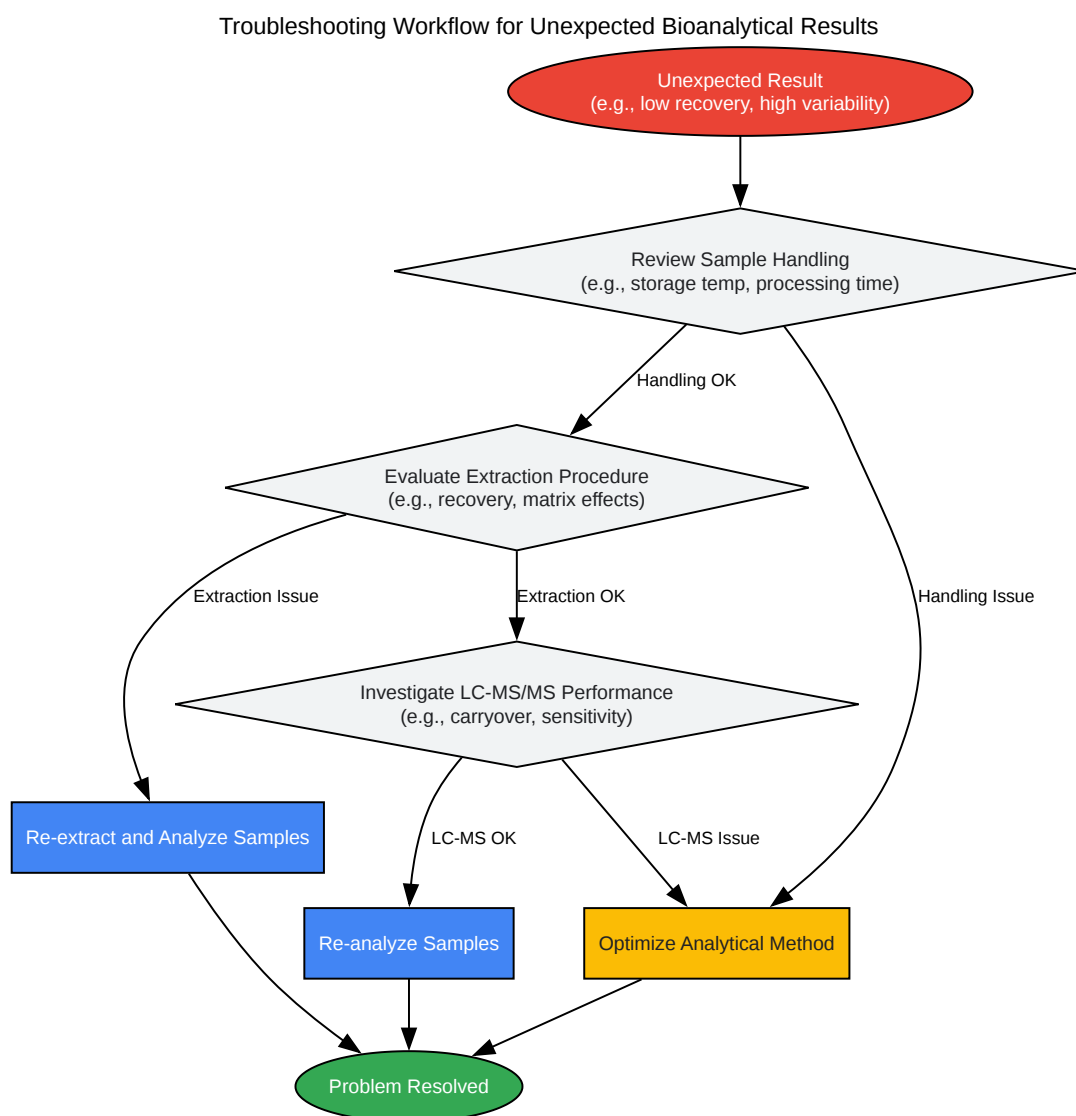 Troubleshooting Workflow for Unexpected Bioanalytical Results
Unexpected Result
(e.g., low recovery, high variability)
Review Sample Handling
(e.g., storage temp, processing time)
Handling OK
Evaluate Extraction Procedure
(e.g., recovery, matrix effects)
Extraction Issue
Extraction OK
Handling Issue
Investigate LC-MS/MS Performance
(e.g., carryover, sensitivity)
Re-extract and Analyze Samples
LC-MS OK
LC-MS Issue
Re-analyze Samples
Optimize Analytical Method
Problem Resolved